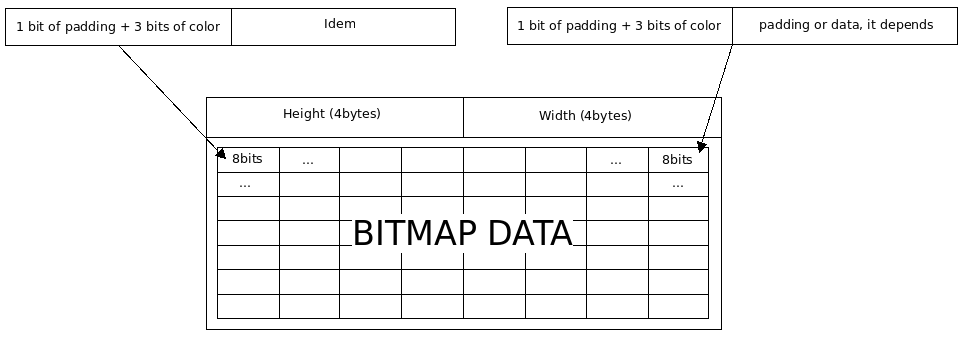 1 bit of padding + 3 bits of color
Idem
1 bit of padding + 3 bits of color
padding or data, it depends
Height (4bytes)
Width (4bytes)
8bits
...
...
8bits
...
...
BITMAP DATA